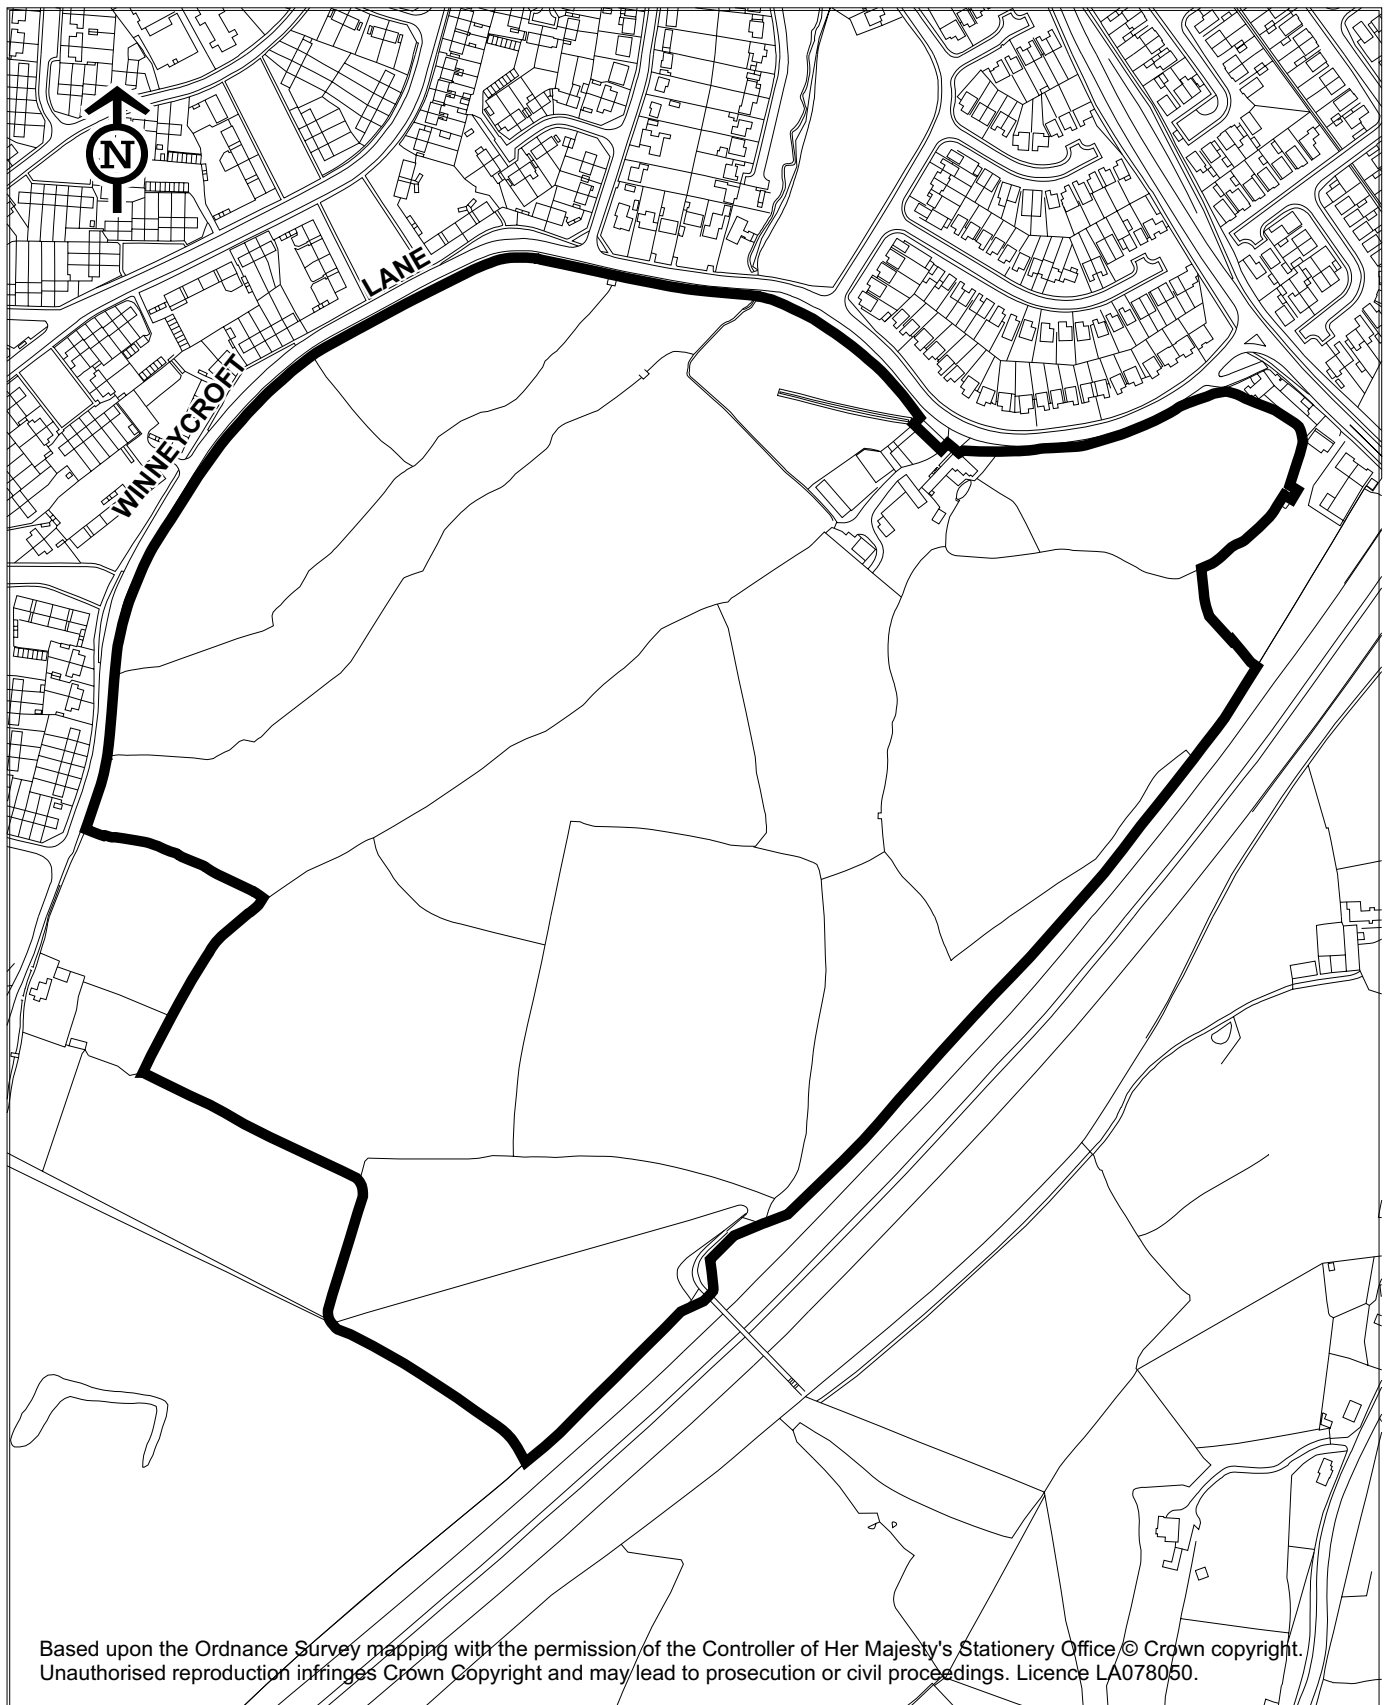 N
LANE
WINNEYCROFT
Based upon the Ordnance Survey mapping with the permission of the Controller of Her Majesty's Stationery Office © Crown copyright.
Unauthorised reproduction infringes Crown Copyright and may lead to prosecution or civil proceedings. Licence LA078050.